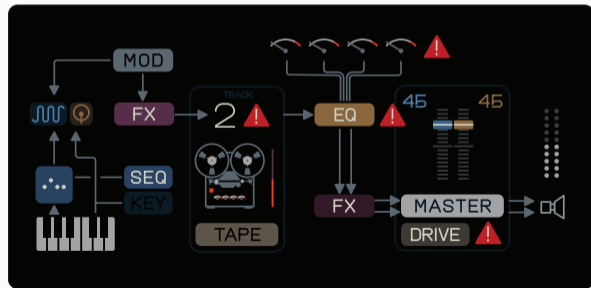 MOD
TRACK
45 45
FX 2 EQ
SEQ
KEY
FX MASTER
TAPE DRIVE